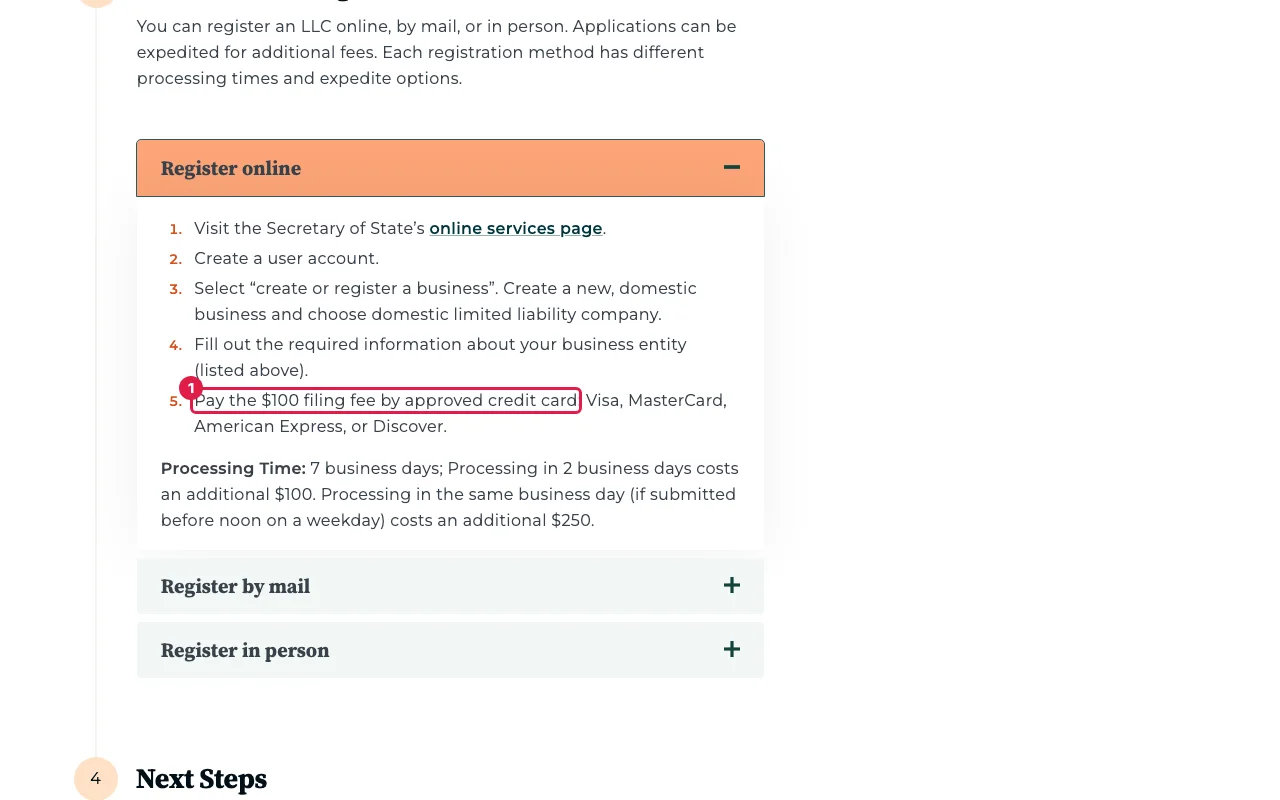 You can register an LLC online, by mail, or in person. Applications can be
expedited for additional fees. Each registration method has different
processing times and expedite options.
Register online
1. Visit the Secretary of State’s online services page.
2. Create a user account.
3. Select “create or register a business”. Create a new, domestic
business and choose domestic limited liability company.
4. Fill out the required information about your business entity
(listed above).
1
5. Pay the $100 filing fee by approved credit card Visa, MasterCard,
American Express, or Discover.
Processing Time: 7 business days; Processing in 2 business days costs
an additional $100. Processing in the same business day (if submitted
before noon on a weekday) costs an additional $250.
Register by mail
Register in person
4 Next Steps